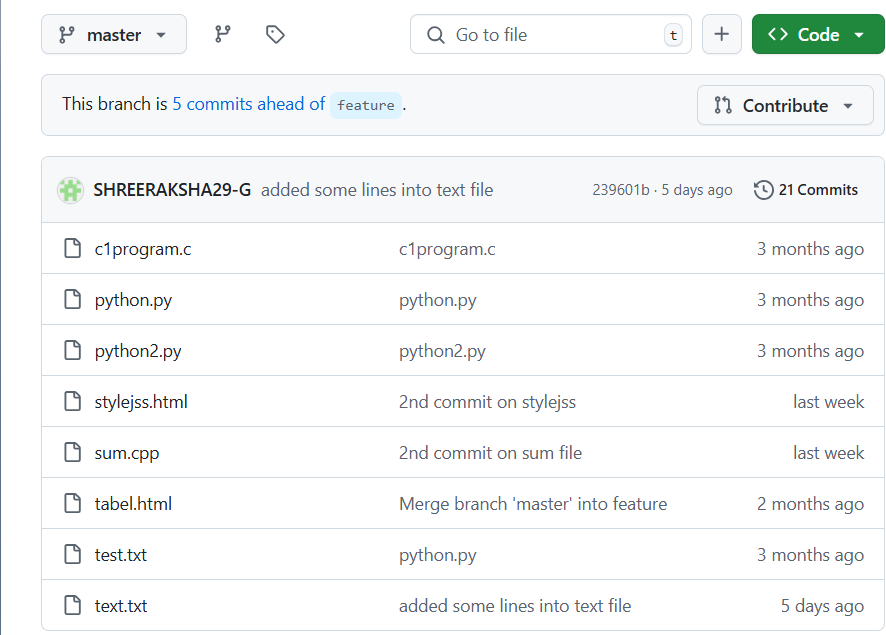 master Go to file t + Code
This branch is 5 commits ahead of feature . Contribute
SHREERAKSHA29-G added some lines into text file 239601b · 5 days ago 21 Commits
c1program.c c1program.c 3 months ago
python.py python.py 3 months ago
python2.py python2.py 3 months ago
stylejss.html 2nd commit on stylejss last week
sum.cpp 2nd commit on sum file last week
tabel.html Merge branch 'master' into feature 2 months ago
test.txt python.py 3 months ago
text.txt added some lines into text file 5 days ago